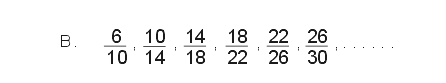 B. 6/10, 10/14, 14/18, 18/22, 22/26, 26/30, ......